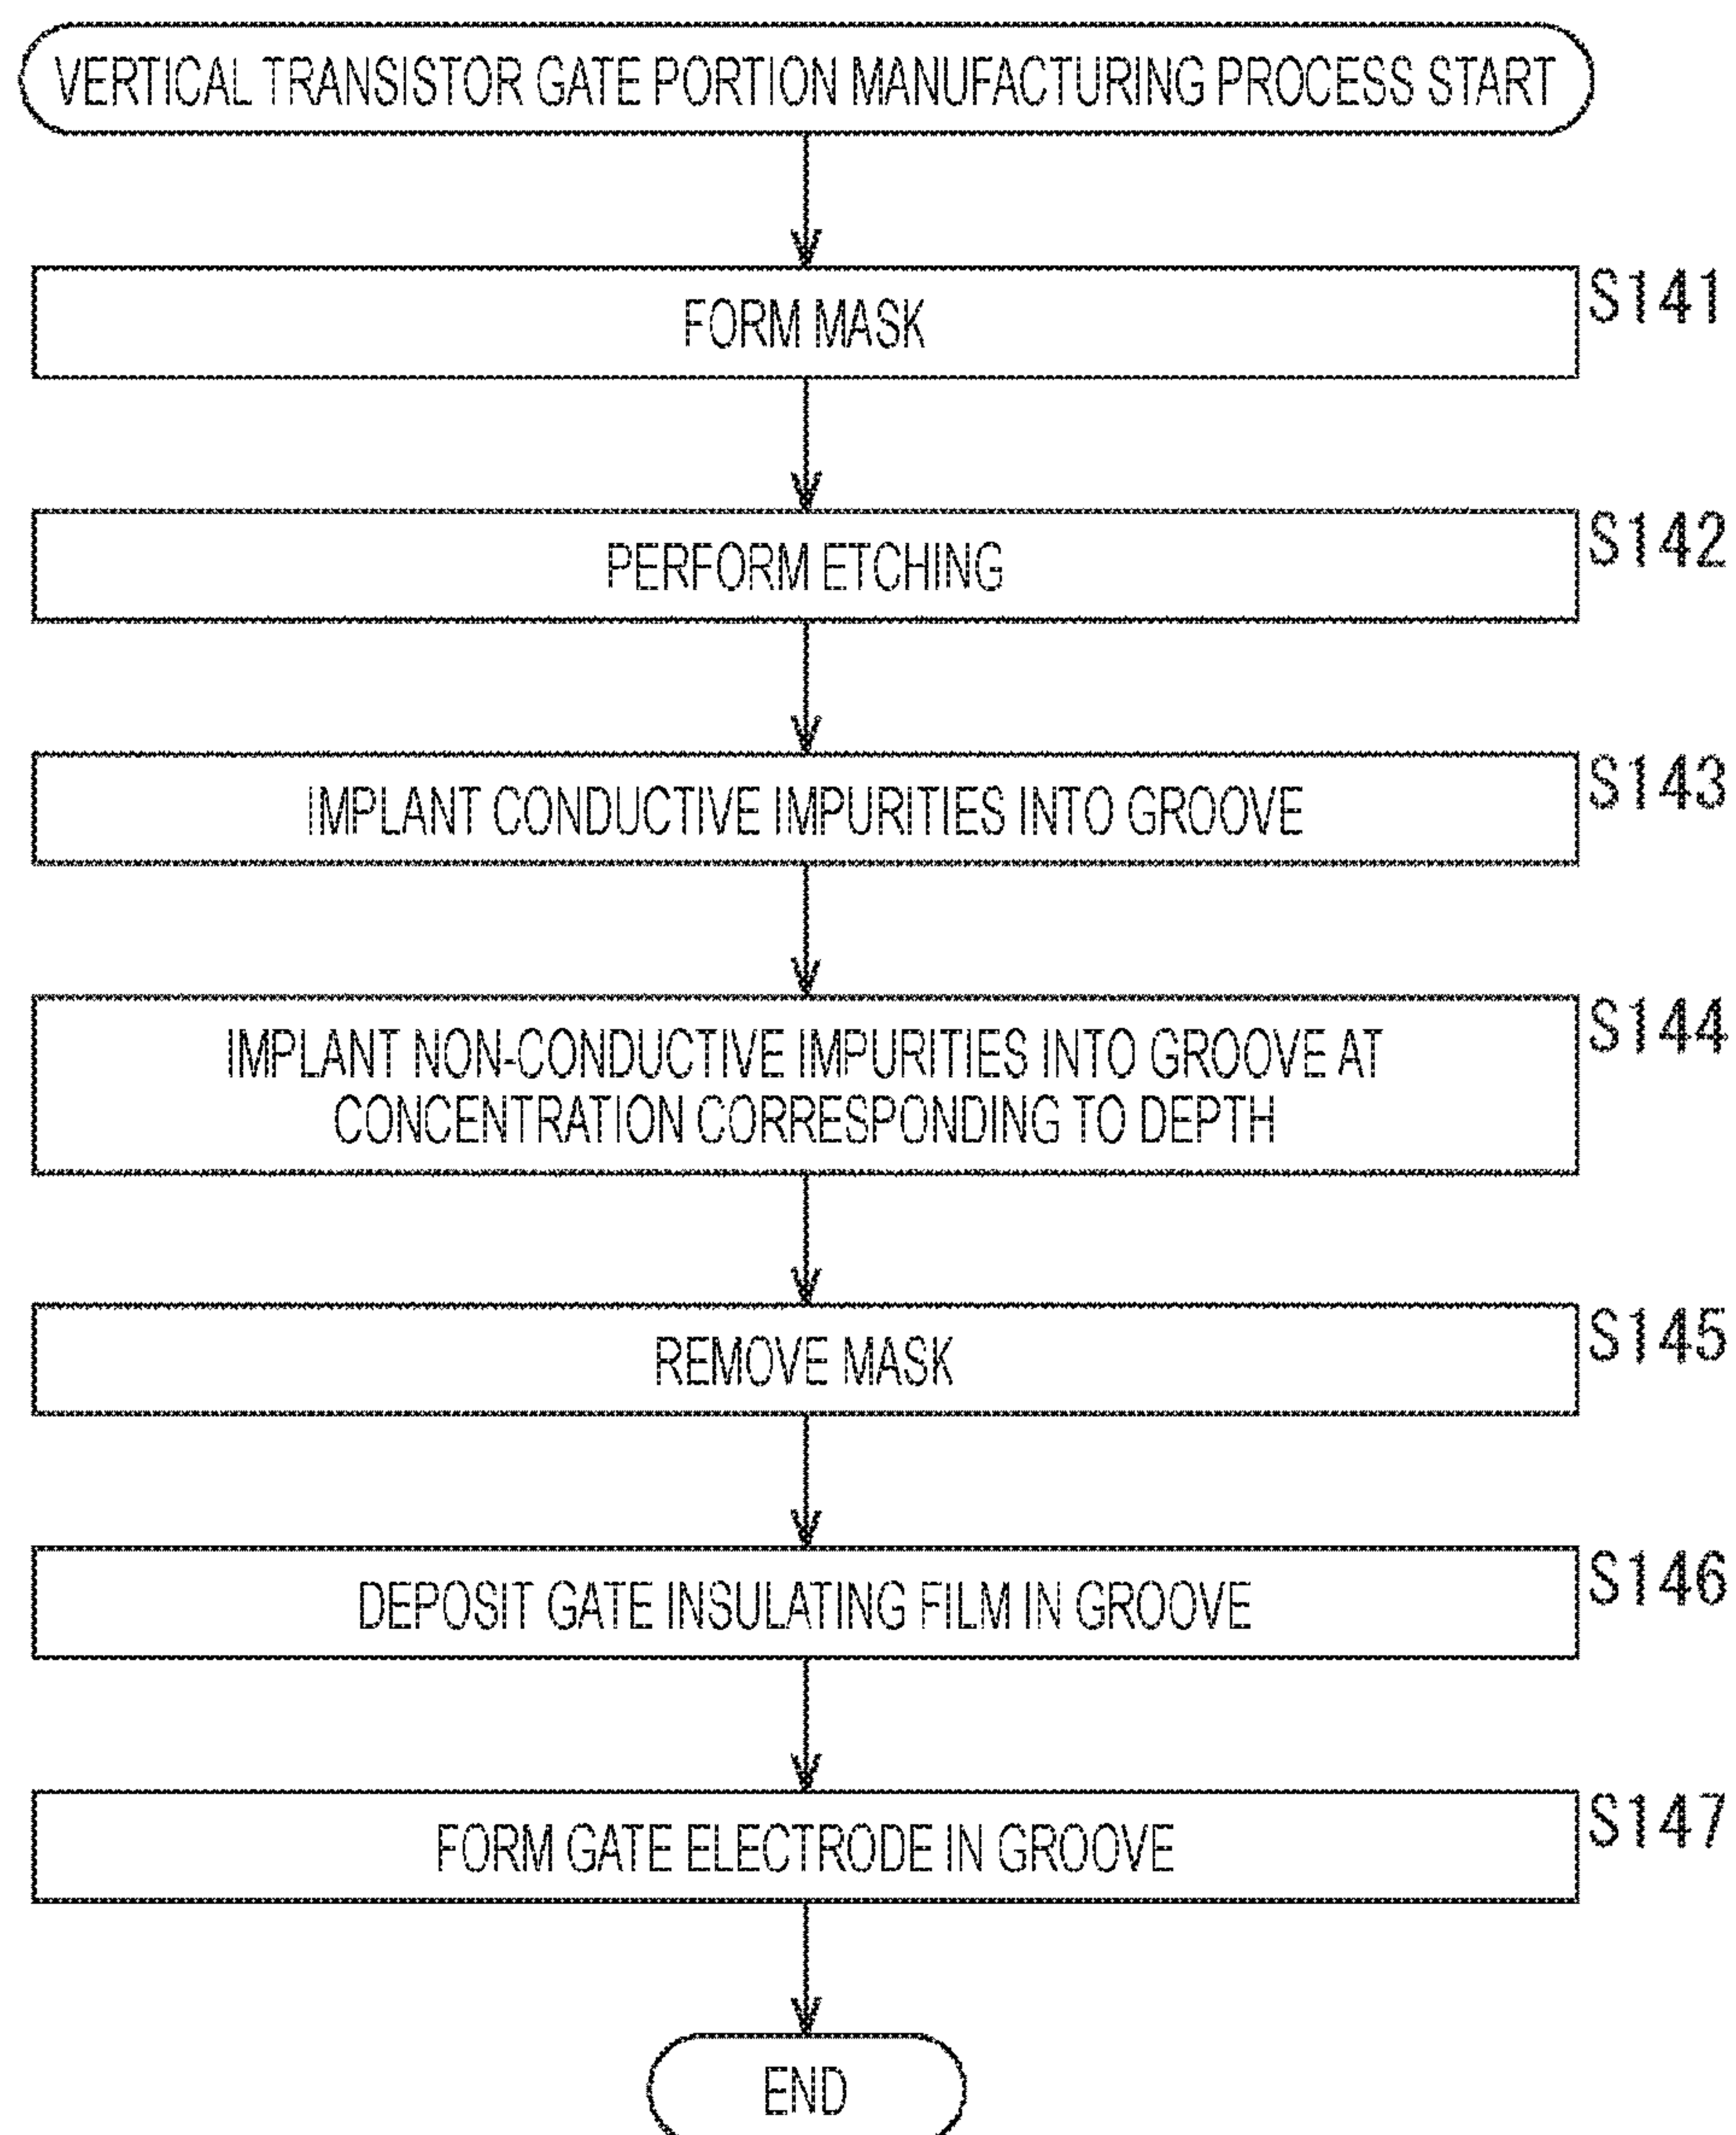 VERTICAL TRANSISTOR GATE PORTION MANUFACTURING PROCESS START
FORM MASK
S141
PERFORM ETCHING
S142
IMPLANT CONDUCTIVE IMPURITIES INTO GROOVE
S143
IMPLANT NON-CONDUCTIVE IMPURITIES INTO GROOVE AT
CONCENTRATION CORRESPONDING TO DEPTH
S144
REMOVE MASK
S145
DEPOSIT GATE INSULATING FILM IN GROOVE
S146
FORM GATE ELECTRODE IN GROOVE
S147
END